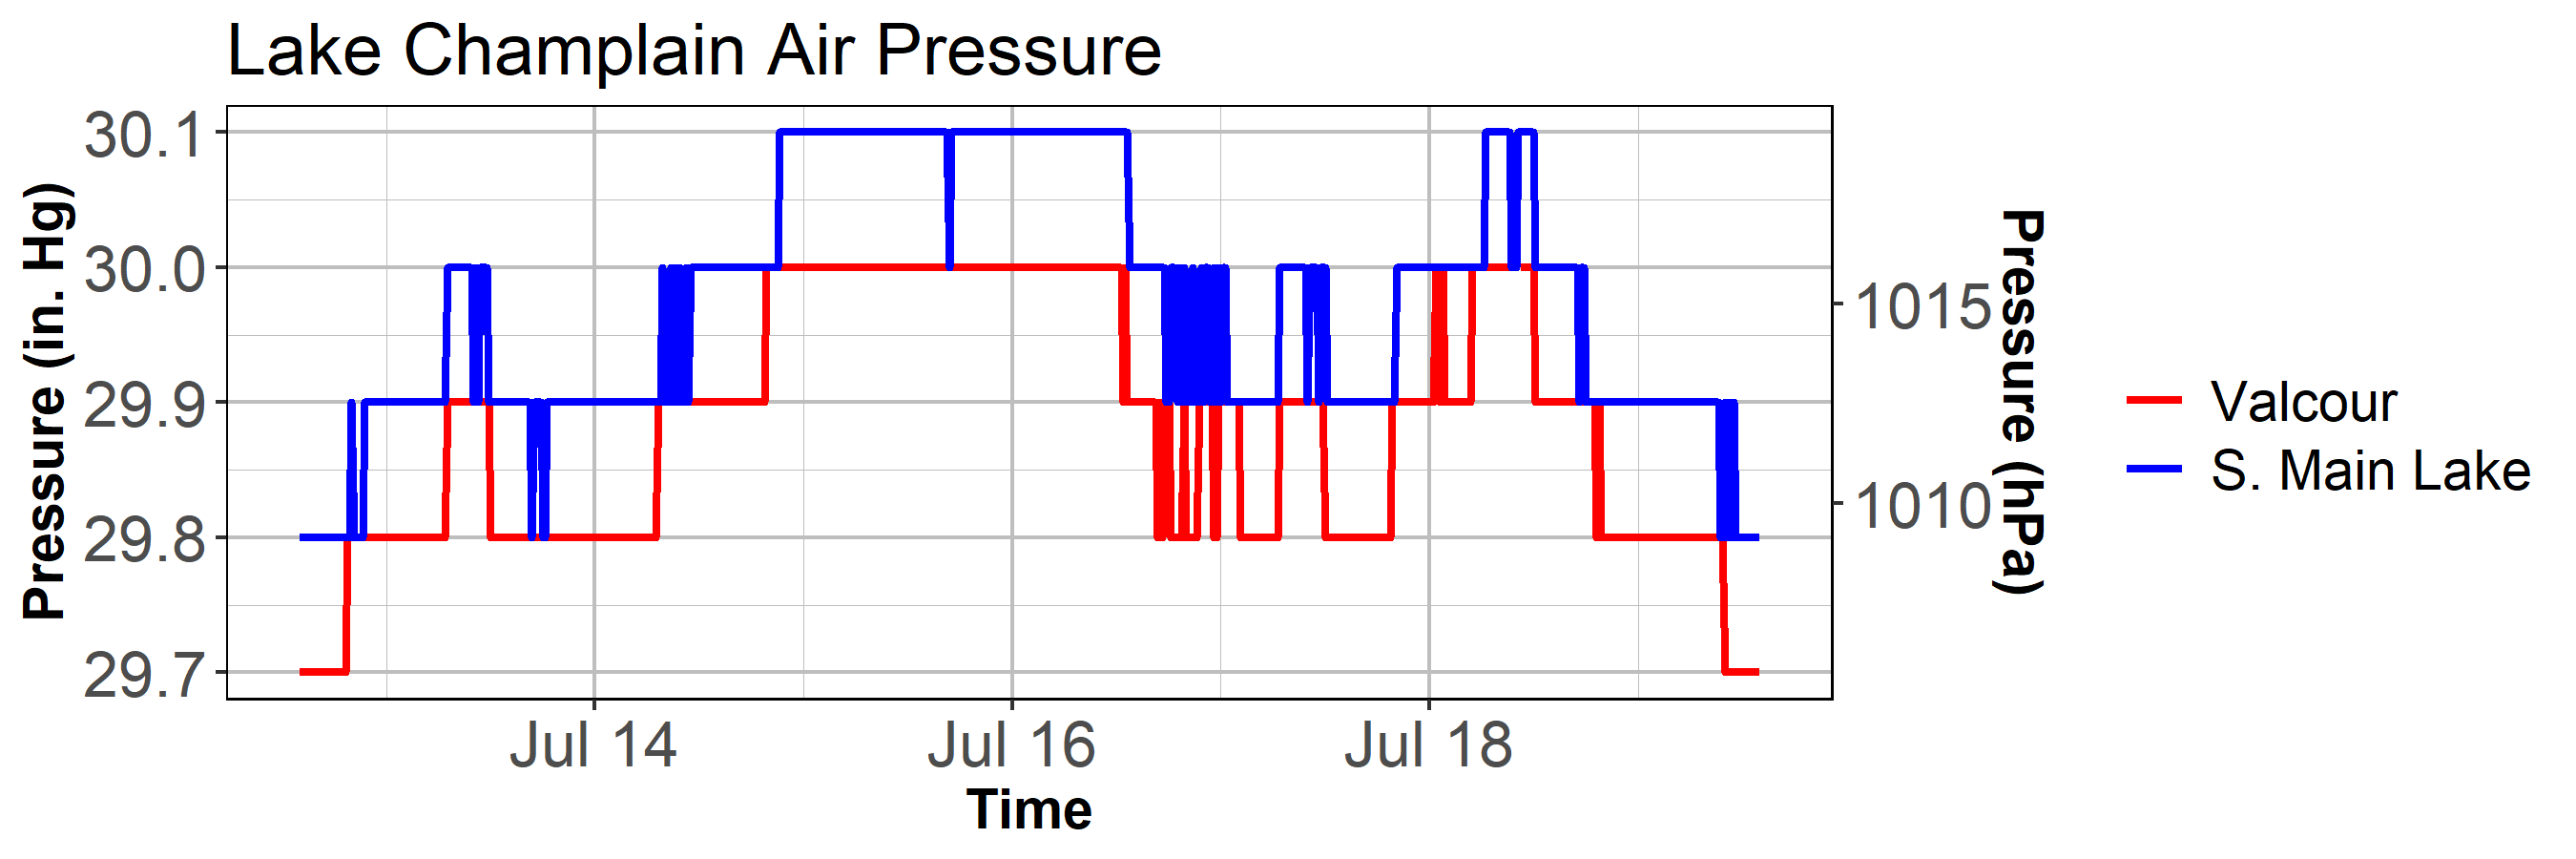 Lake Champlain Air Pressure
Pressure (in. Hg)
30.1
30.0
29.9
29.8
29.7
Jul 14
Jul 16
Jul 18
Time
1015
1010
Pressure (hPa)
Valcour
S. Main Lake